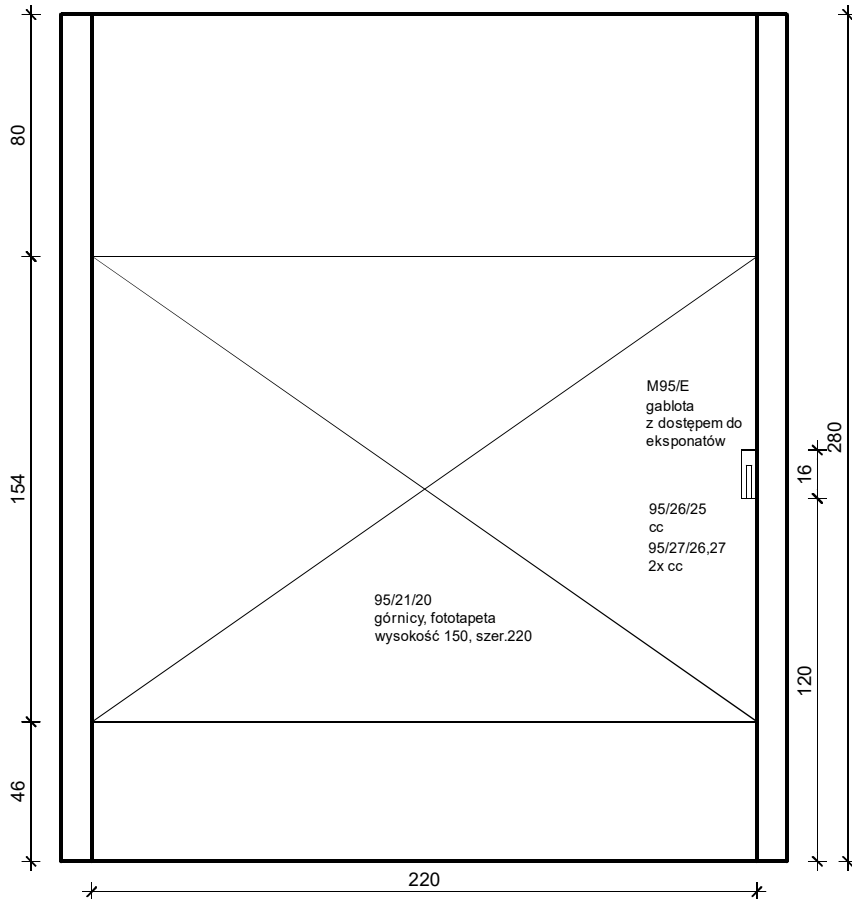 80
M95/E
gablota
z dostępem do
eksponatów
280
16
154
95/26/25
cc
95/27/26,27
2x cc
95/21/20
górnicy, fototapeta
wysokość 150, szer.220
120
46
220